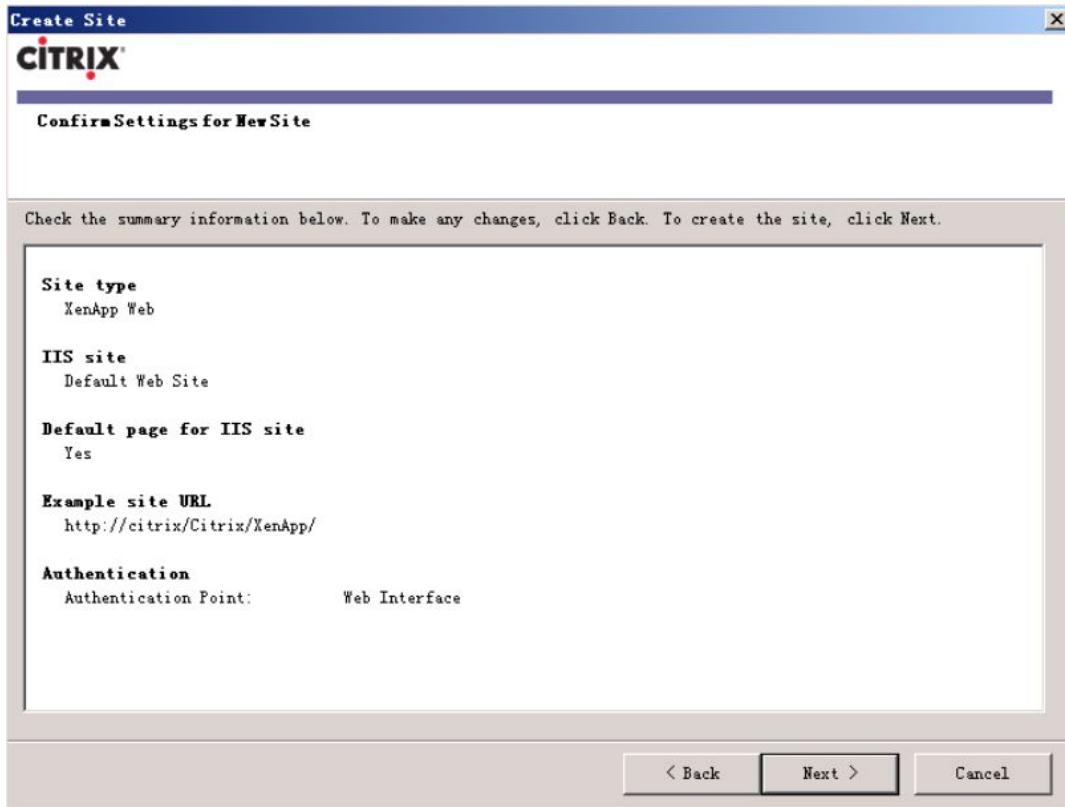 Create Site
CITRIX
Confirm Settings for New Site
Check the summary information below. To make any changes, click Back. To create the site, click Next.
Site type
XenApp Web
IIS site
Default Web Site
Default page for IIS site
Yes
Example site URL
http://citrix/Citrix/XenApp/
Authentication
Authentication Point: Web Interface
< Back Next > Cancel